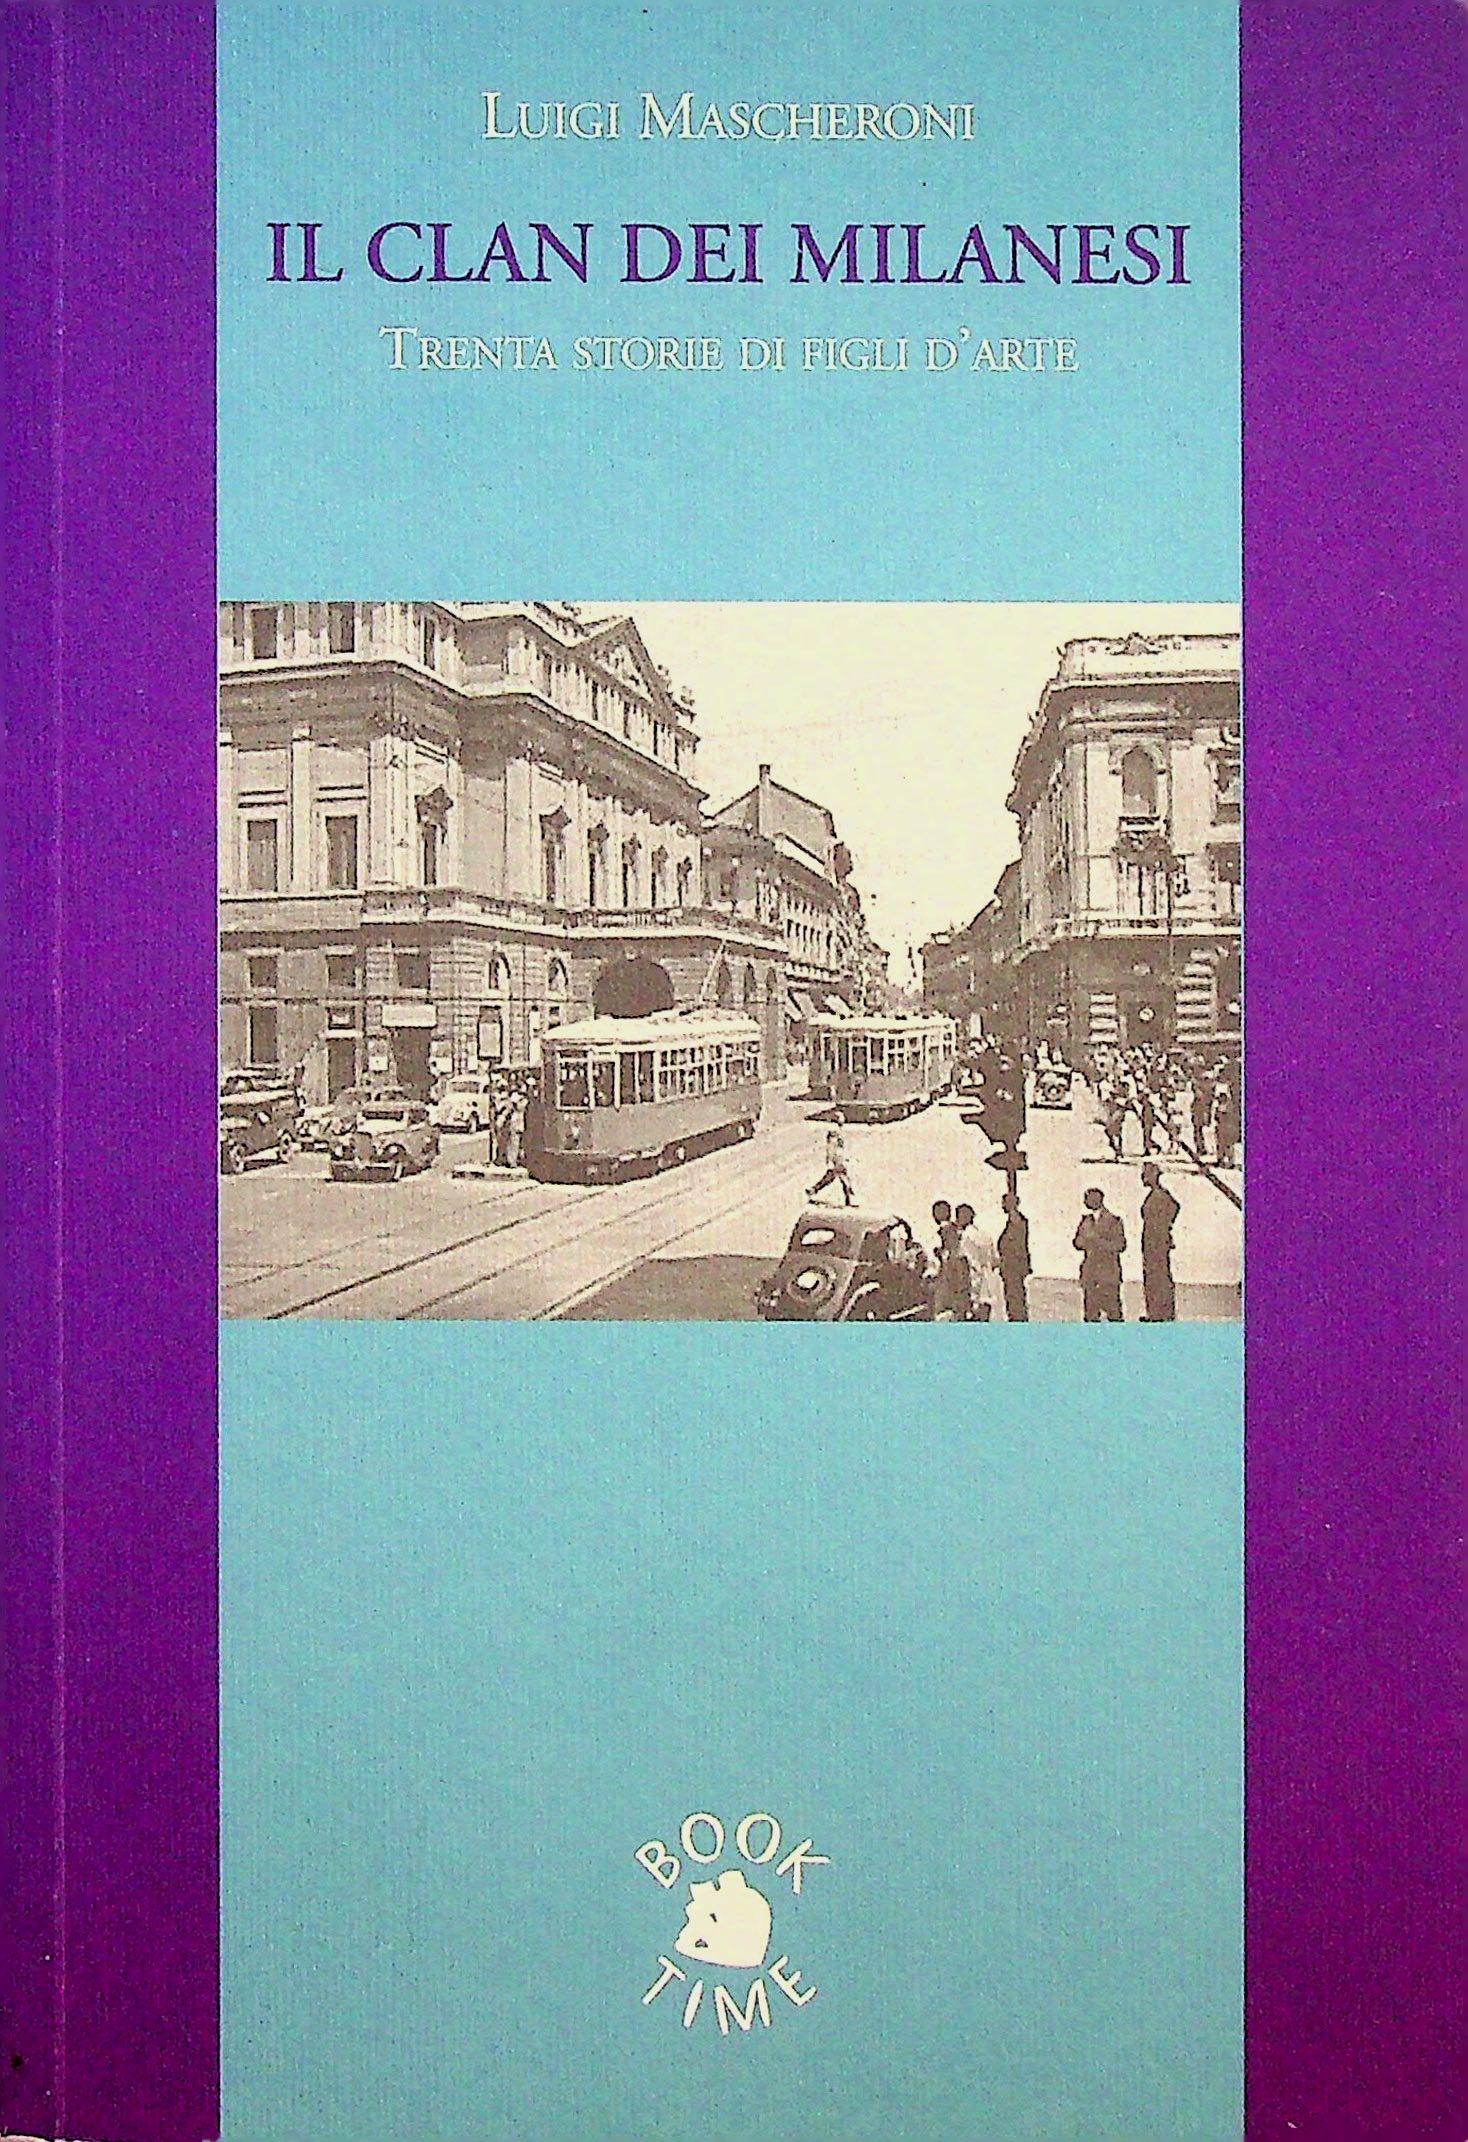 LUIGI MASCHERONI
IL CLAN DEI MILANESI
TRENTA STORIE DI FIGLI D'ARTE
BOOK
TIME